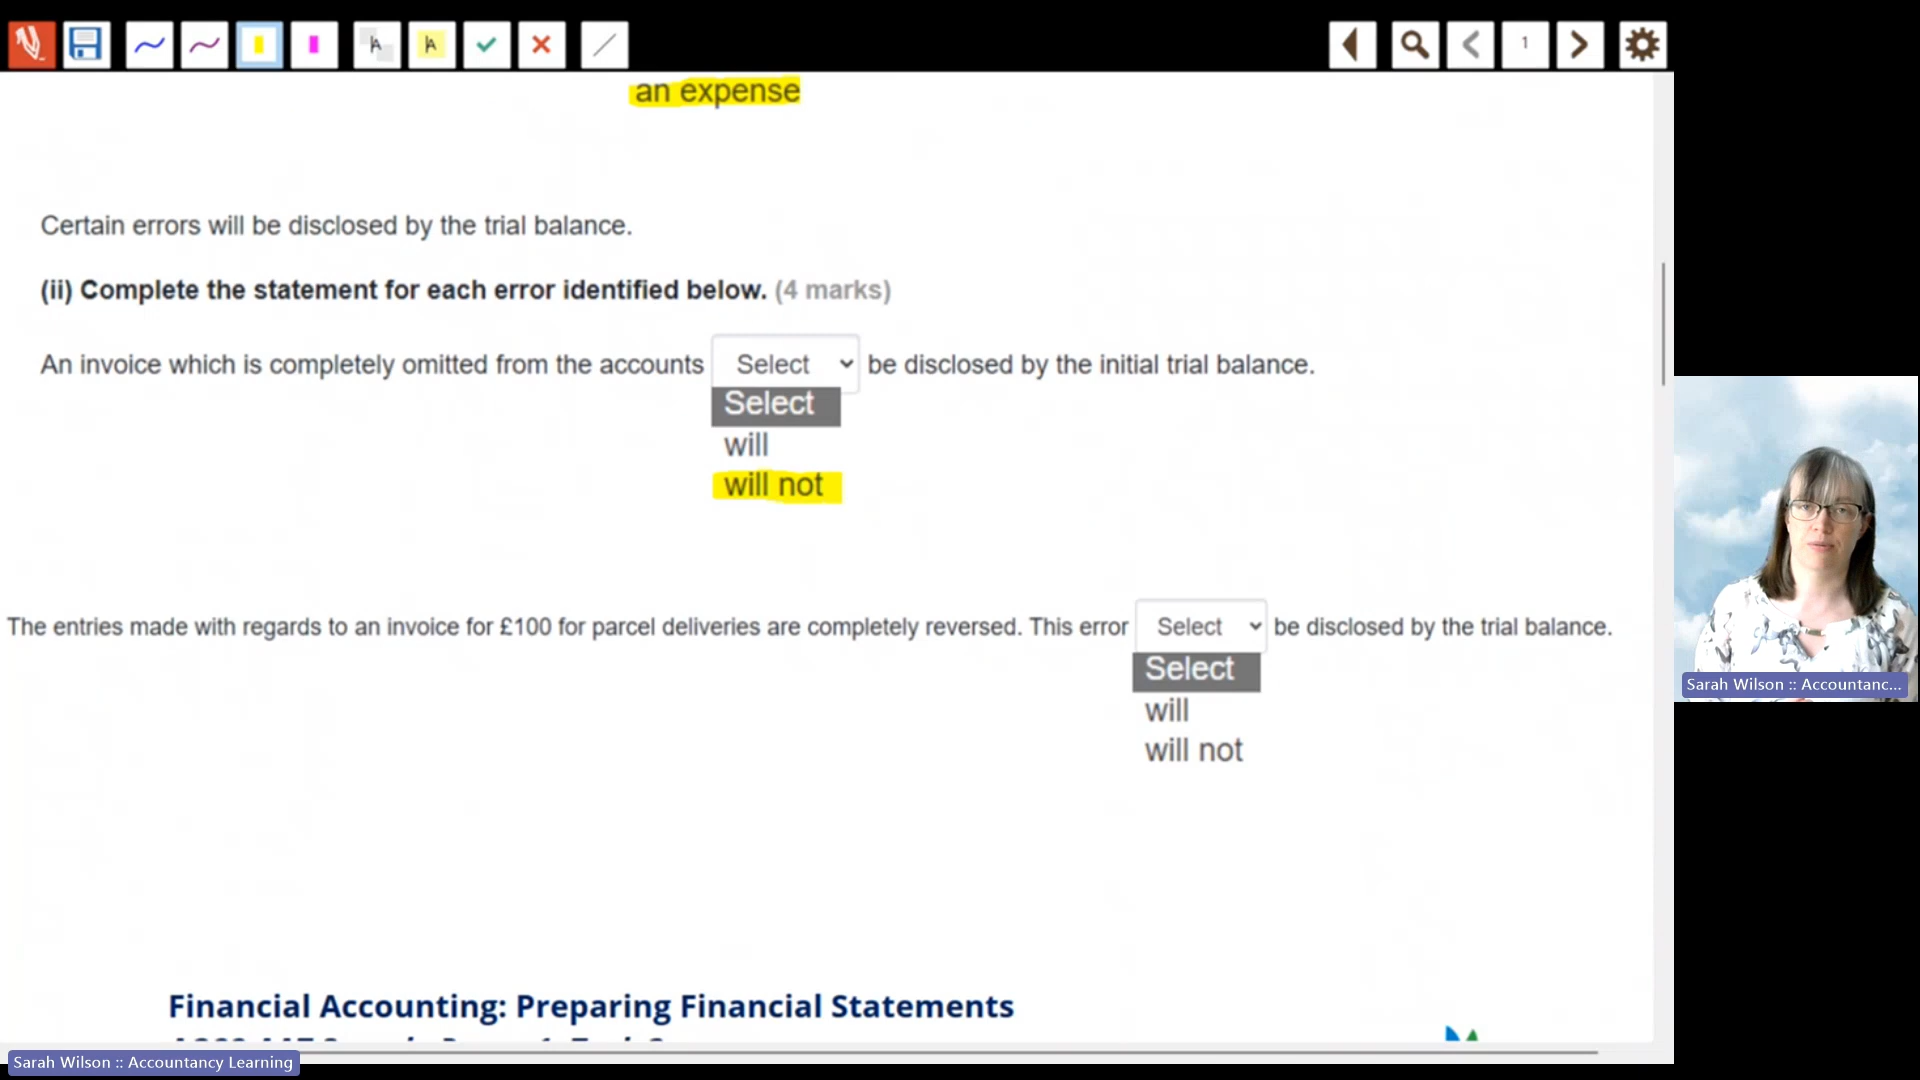 1
an expense
Certain errors will be disclosed by the trial balance.
(ii) Complete the statement for each error identified below. (4 marks)
An invoice which is completely omitted from the accounts Select be disclosed by the initial trial balance.
Select
will
will not
The entries made with regards to an invoice for £100 for parcel deliveries are completely reversed. This error Select be disclosed by the trial balance.
Select
will
will not
Sarah Wilson :: Accountanc...
Financial Accounting: Preparing Financial Statements
Sarah Wilson :: Accountancy Learning